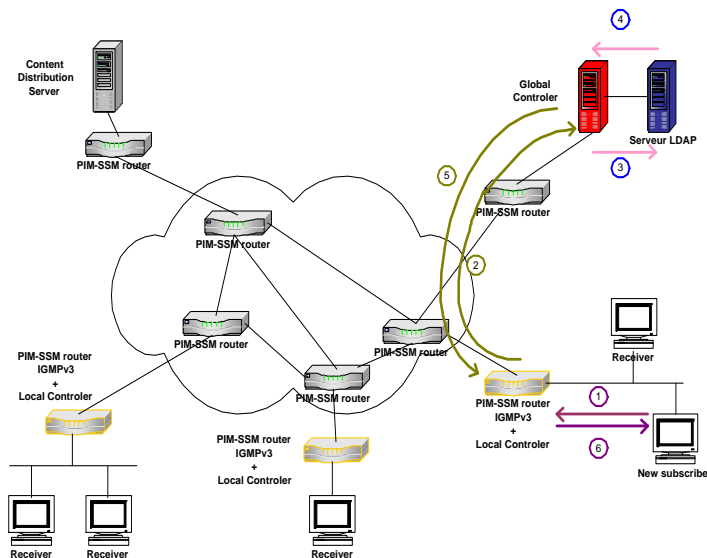 4
Content
Distribution
Server
Global
Controler
Serveur LDAP
PIM-SSM router
3
5
PIM-SSM router
PIM-SSM router
2
PIM-SSM router
PIM-SSM router
Receiver
PIM-SSM router
IGMPv3
+
Local Controler
PIM-SSM router
PIM-SSM router
IGMPv3
+
Local Controler
1
6
PIM-SSM router
IGMPv3
+
Local Controler
New subscribe
Receiver
Receiver
Receiver